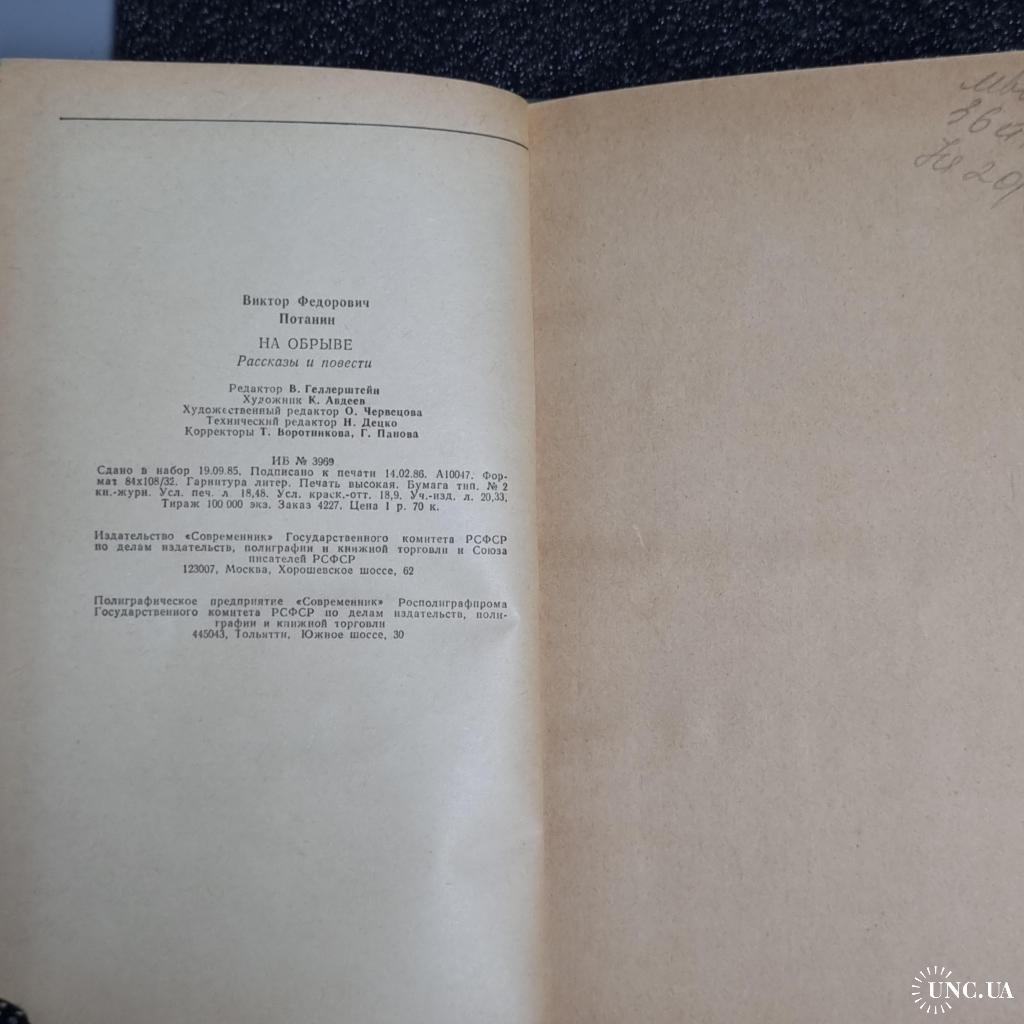 Виктор Федорович
Потанин
НА ОБРЫВЕ
Рассказы и повести
Редактор В. Геллерштейн
Художник К. Авдеев
Художественный редактор О. Червецова
Технический редактор Н. Децко
Корректоры Т. Воротникова, Г. Панова
ИБ № 3969
Сдано в набор 19.09.85. Подписано к печати 14.02.86. А10047. Фор-
мат 84х108/32. Гарнитура литер. Печать высокая. Бумага тип. № 2
кн.-журн. Усл. печ. л 18,48. Усл. краск.-отт. 18,9. Уч.-изд. л. 20,33.
Тираж 100 000 экз. Заказ 4227. Цена 1 р. 70 к.
Издательство «Современник» Государственного комитета РСФСР
по делам издательств, полиграфии и книжной торговли и Союза
писателей РСФСР
123007, Москва, Хорошевское шоссе, 62
Полиграфическое предприятие «Современник» Росполиграфпрома
Государственного комитета РСФСР по делам издательств, поли-
графии и книжной торговли
445043, Тольятти, Южное шоссе, 30
UNC.UA